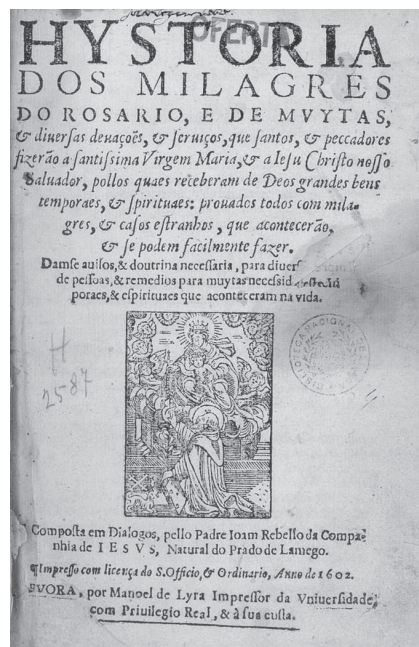 OFERTA
HYSTORIA
DOS MILAGRES
DO ROSARIO, E DE MVYTAS,
& diuersas deuações, & seruiços, que santos, & peccadores
fizerão a santissima Virgem Maria, & a Iesu Christo nosso
Saluador, pollos quaes receberam de Deos grandes bens
temporaes, & spirituaes: prouados todos com mila-
gres, & casos estranhos, que acontecerão,
& se podem facilmente fazer.
Damse auisos, & doutrina necessaria, para diuer
de pessoas, & remedios para muytas necessid
poraes, & espirituaes que aconteceram na vida.
H
2587
BIBLIOTECA NACIONAL
Composta em Dialogos, pello Padre Ioam Rebello da Compa-
nhia de IESVS, Natural do Prado de Lamego.
¶ Impresso com licença do S. Officio, & Ordinario, Anno de 1602.
EVORA, por Manoel de Lyra Impressor da Vniuersidade,
com Priuilegio Real, & à sua custa.